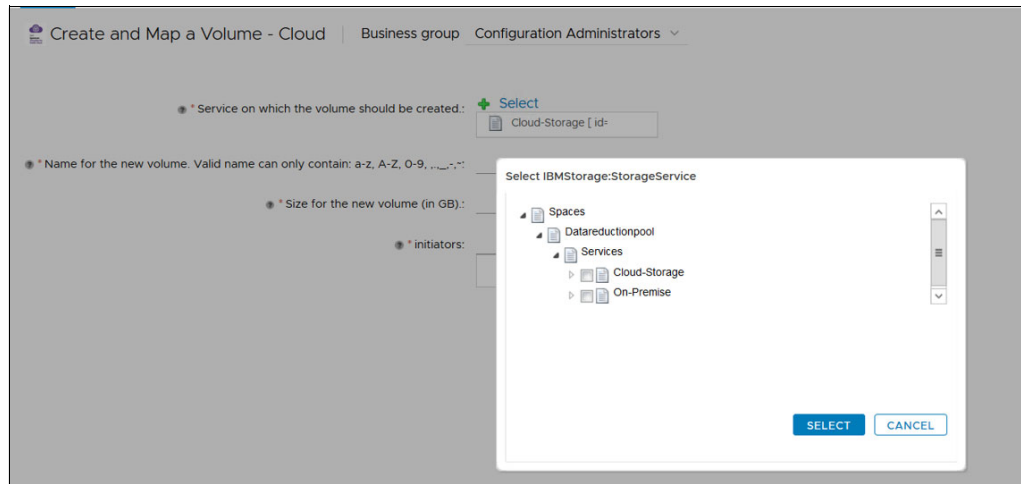 Create and Map a Volume - Cloud Business group Configuration Administrators
* Service on which the volume should be created.: Select
Cloud-Storage [ id=
* Name for the new volume. Valid name can only contain: a-z, A-Z, 0-9, ,.,_,-,~:
Select IBMStorage:StorageService
* Size for the new volume (in GB).:
* initiators:
Spaces
Datareductionpool
Services
Cloud-Storage
On-Premise
SELECT CANCEL